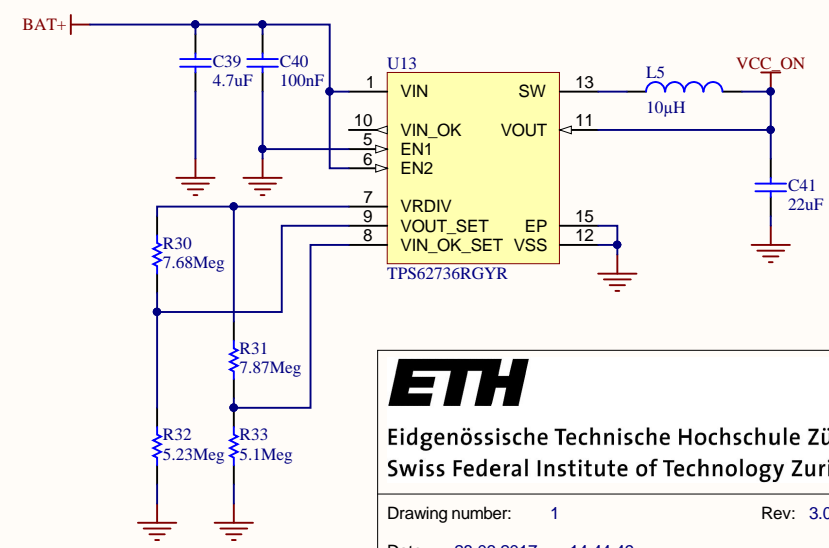 BAT+
C39
4.7uF
C40
100nF
U13
1 VIN
10 VIN_OK
5 EN1
6 EN2
7 VRDIV
9 VOUT_SET
8 VIN_OK_SET
SW 13
VOUT 11
EP 15
VSS 12
TPS62736RGYR
L5
10µH
VCC_ON
C41
22uF
R30
7.68Meg
R31
7.87Meg
R32
5.23Meg
R33
5.1Meg
ETH
Eidgenössische Technische Hochschule Zü
Swiss Federal Institute of Technology Zuri
Drawing number: 1 Rev: 3.0